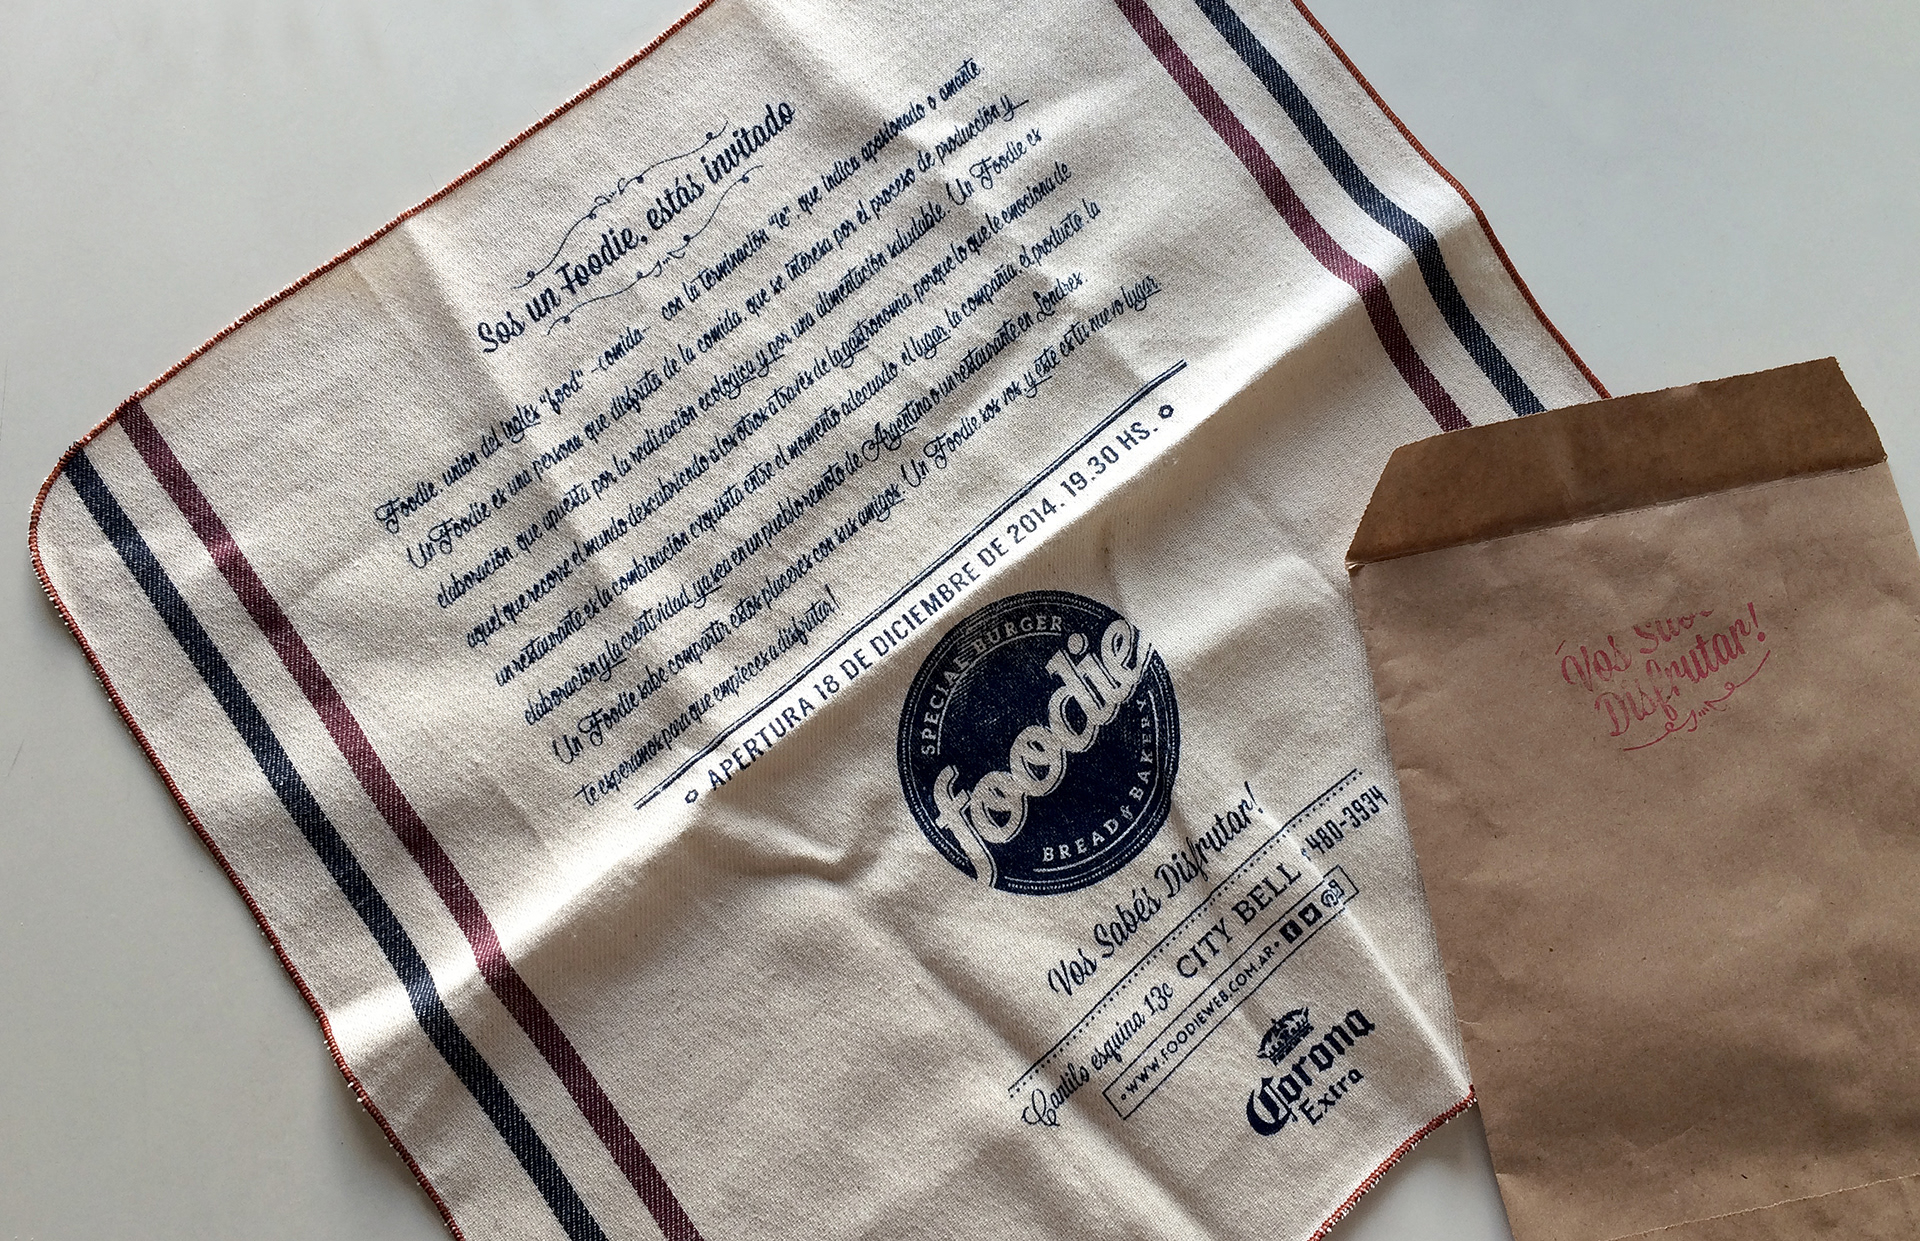 Sos un Foodie, estás invitado
Foodie, unión del inglés "food" -comida- con la terminación "ie" que indica apasionado o amante.
Un Foodie es una persona que disfruta de la comida, que se interesa por el proceso de producción y
elaboración que apuesta por la realización ecológica y por una alimentación saludable. Un Foodie es
aquel que recorre el mundo descubriendo a los otros a través de la gastronomía, porque lo que le emociona de
un restaurante es la combinación exquisita entre el momento adecuado, el lugar, la compañía el producto, la
elaboración y la creatividad, ya sea en un pueblo remoto de Argentina o un restaurante en Londres.
Un Foodie sabe compartir estos placeres con sus amigos. Un Foodie sos vos y este es tu nuevo lugar,
te esperamos para que empieces a disfrutar!
APERTURA 18 DE DICIEMBRE DE 2014. 19.30 HS.
SPECIAL BURGER
foodie
BREAD & BAKERY
Vos Sabés Disfrutar!
Cantilo esquina 13c CITY BELL 480-3934
·WWW.FOODIEWEB.COM.AR·
Corona
Extra
Vos
Disfrutar!